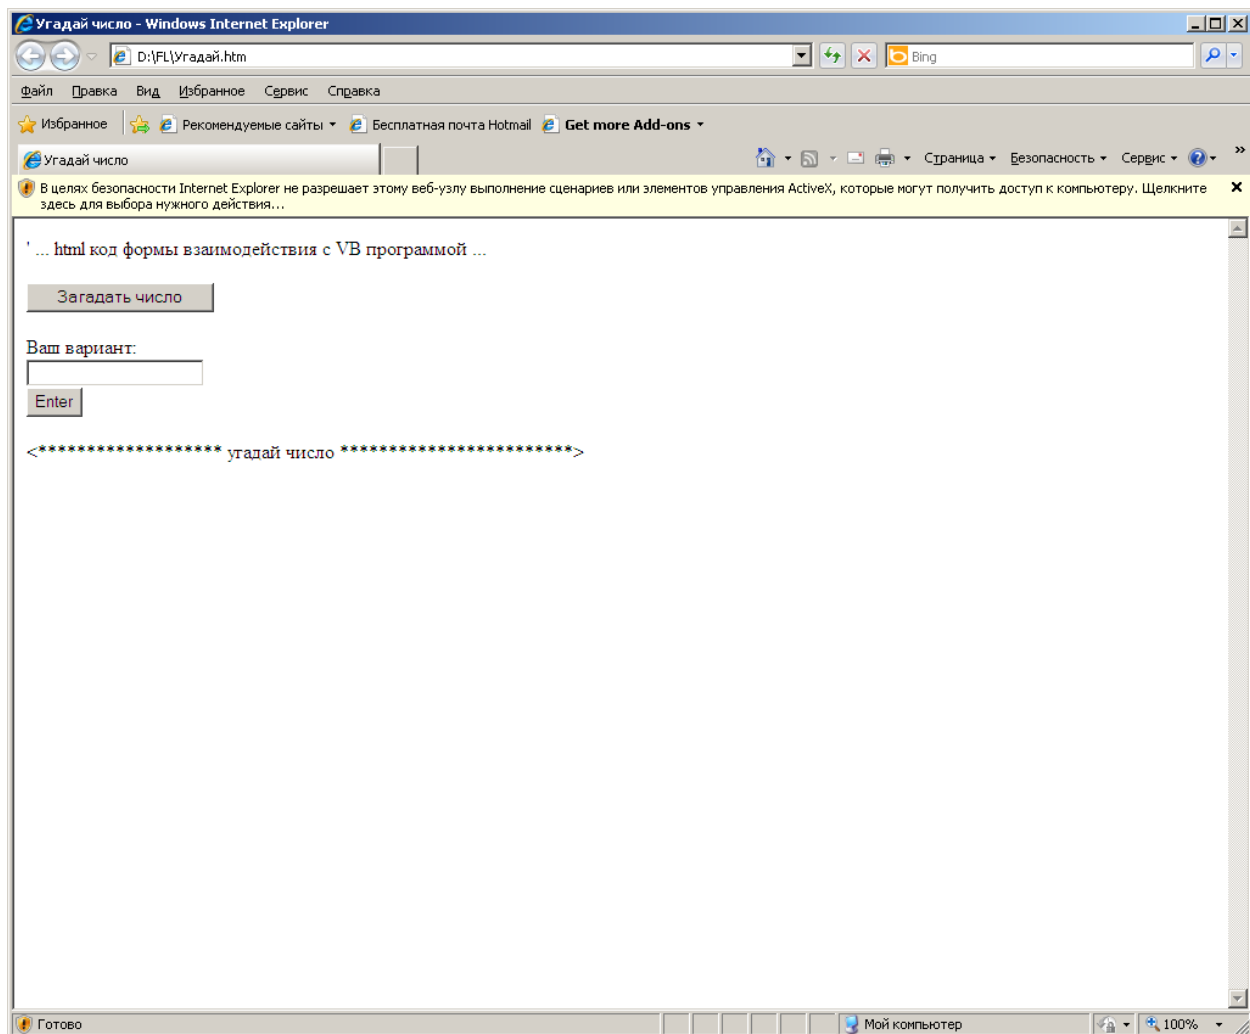 Угадай число - Windows Internet Explorer
D:\FL\Угадай.htm
Bing
Файл Правка Вид Избранное Сервис Справка
Избранное Рекомендуемые сайты Бесплатная почта Hotmail Get more Add-ons
Угадай число Страница Безопасность Сервис »
В целях безопасности Internet Explorer не разрешает этому веб-узлу выполнение сценариев или элементов управления ActiveX, которые могут получить доступ к компьютеру. Щелкните
здесь для выбора нужного действия...
' ... html код формы взаимодействия с VB программой ...
Загадать число
Ваш вариант:
Enter
<******************* угадай число ************************>
Готово Мой компьютер 100%